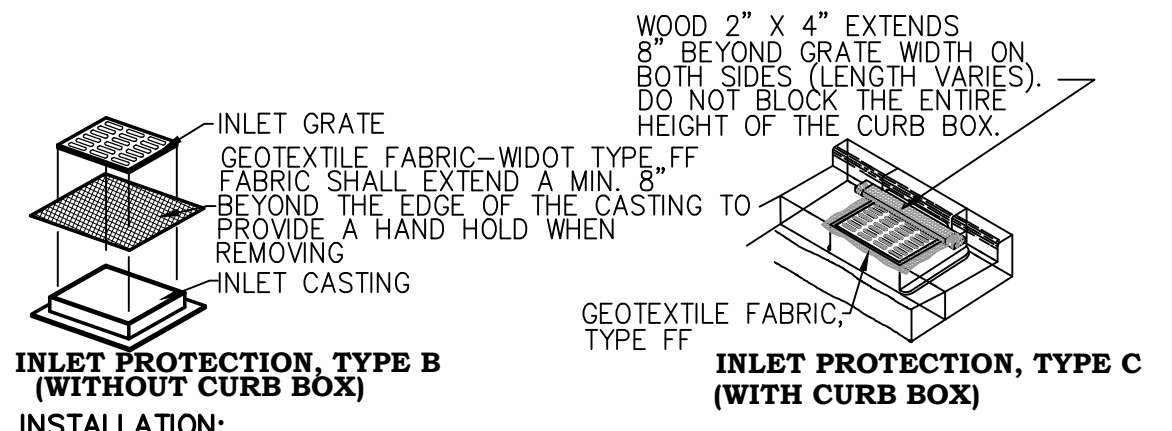 WOOD 2" X 4" EXTENDS
8" BEYOND GRATE WIDTH ON
BOTH SIDES (LENGTH VARIES).
DO NOT BLOCK THE ENTIRE
HEIGHT OF THE CURB BOX.
INLET GRATE
GEOTEXTILE FABRIC-WIDOT TYPE FF
FABRIC SHALL EXTEND A MIN. 8"
BEYOND THE EDGE OF THE CASTING TO
PROVIDE A HAND HOLD WHEN
REMOVING
INLET CASTING
GEOTEXTILE FABRIC,
TYPE FF
INLET PROTECTION, TYPE B
(WITHOUT CURB BOX)
INLET PROTECTION, TYPE C
(WITH CURB BOX)
INSTALLATION: